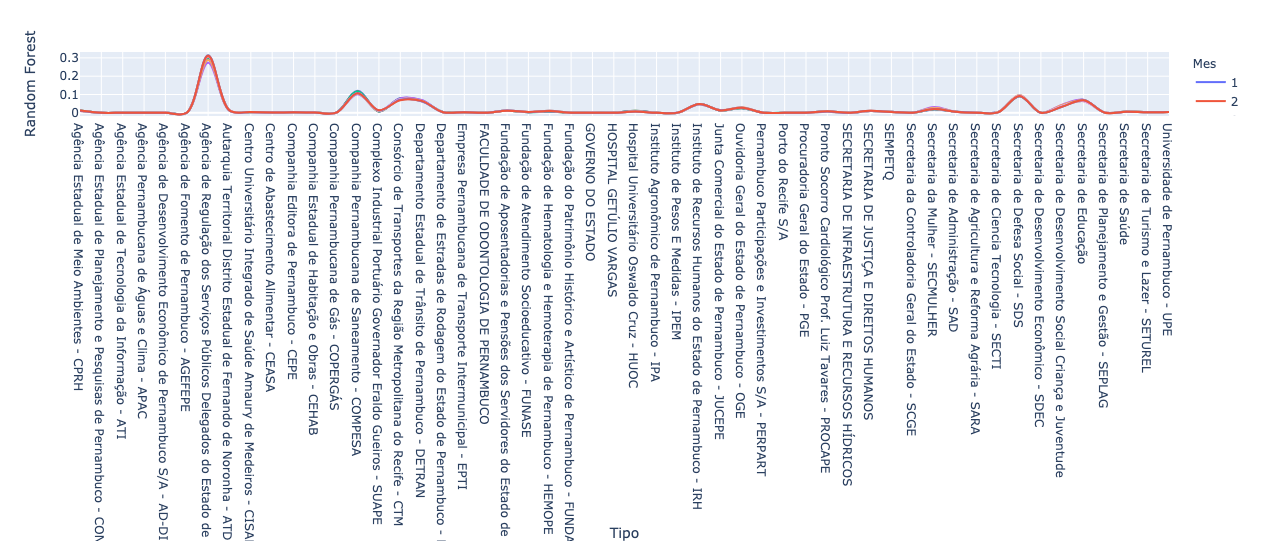 Random Forest
0.3
0.2
0.1
0
Mes
1
2
Agência Estadual de Meio Ambientes - CPRH
Agência Estadual de Planejamento e Pesquisas de Pernambuco - CON
Agência Estadual de Tecnologia da Informação - ATI
Agência Pernambucana de Águas e Clima - APAC
Agência de Desenvolvimento Econômico de Pernambuco S/A - AD-DI
Agência de Fomento de Pernambuco - AGEFEPE
Agência de Regulação dos Serviços Públicos Delegados do Estado de
Autarquia Territorial Distrito Estadual de Fernando de Noronha - ATD
Centro Universitário Integrado de Saúde Amaury de Medeiros - CISA
Centro de Abastecimento Alimentar - CEASA
Companhia Editora de Pernambuco - CEPE
Companhia Estadual de Habitação e Obras - CEHAB
Companhia Pernambucana de Gás - COPERGÁS
Companhia Pernambucana de Saneamento - COMPESA
Complexo Industrial Portuário Governador Eraldo Gueiros - SUAPE
Consórcio de Transportes da Região Metropolitana do Recife - CTM
Departamento Estadual de Trânsito de Pernambuco - DETRAN
Departamento de Estradas de Rodagem do Estado de Pernambuco -
Empresa Pernambucana de Transporte Intermunicipal - EPTI
FACULDADE DE ODONTOLOGIA DE PERNAMBUCO
Fundação de Aposentadorias e Pensões dos Servidores do Estado de
Fundação de Atendimento Socioeducativo - FUNASE
Fundação de Hematologia e Hemoterapia de Pernambuco - HEMOPE
Fundação do Patrimônio Histórico e Artístico de Pernambuco - FUNDA
GOVERNO DO ESTADO
HOSPITAL GETÚLIO VARGAS
Hospital Universitário Oswaldo Cruz - HUOC
Instituto Agronômico de Pernambuco - IPA
Instituto de Pesos E Medidas - IPEM
Instituto de Recursos Humanos do Estado de Pernambuco - IRH
Junta Comercial do Estado de Pernambuco - JUCEPE
Ouvidoria Geral do Estado de Pernambuco - OGE
Pernambuco Participações e Investimentos S/A - PERPART
Porto do Recife S/A
Procuradoria Geral do Estado - PGE
Pronto Socorro Cardiológico Prof. Luiz Tavares - PROCAPE
SECRETARIA DE INFRAESTRUTURA E RECURSOS HÍDRICOS
SECRETARIA DE JUSTIÇA E DIREITOS HUMANOS
SEMPETQ
Secretaria da Controladoria Geral do Estado - SCGE
Secretaria da Mulher - SECMULHER
Secretaria de Administração - SAD
Secretaria de Agricultura e Reforma Agrária - SARA
Secretaria de Ciencia Tecnologia - SECTI
Secretaria de Defesa Social - SDS
Secretaria de Desenvolvimento Econômico - SDEC
Secretaria de Desenvolvimento Social Criança e Juventude
Secretaria de Educação
Secretaria de Planejamento e Gestão - SEPLAG
Secretaria de Saúde
Secretaria de Turismo e Lazer - SETUREL
Universidade de Pernambuco - UPE
Tipo